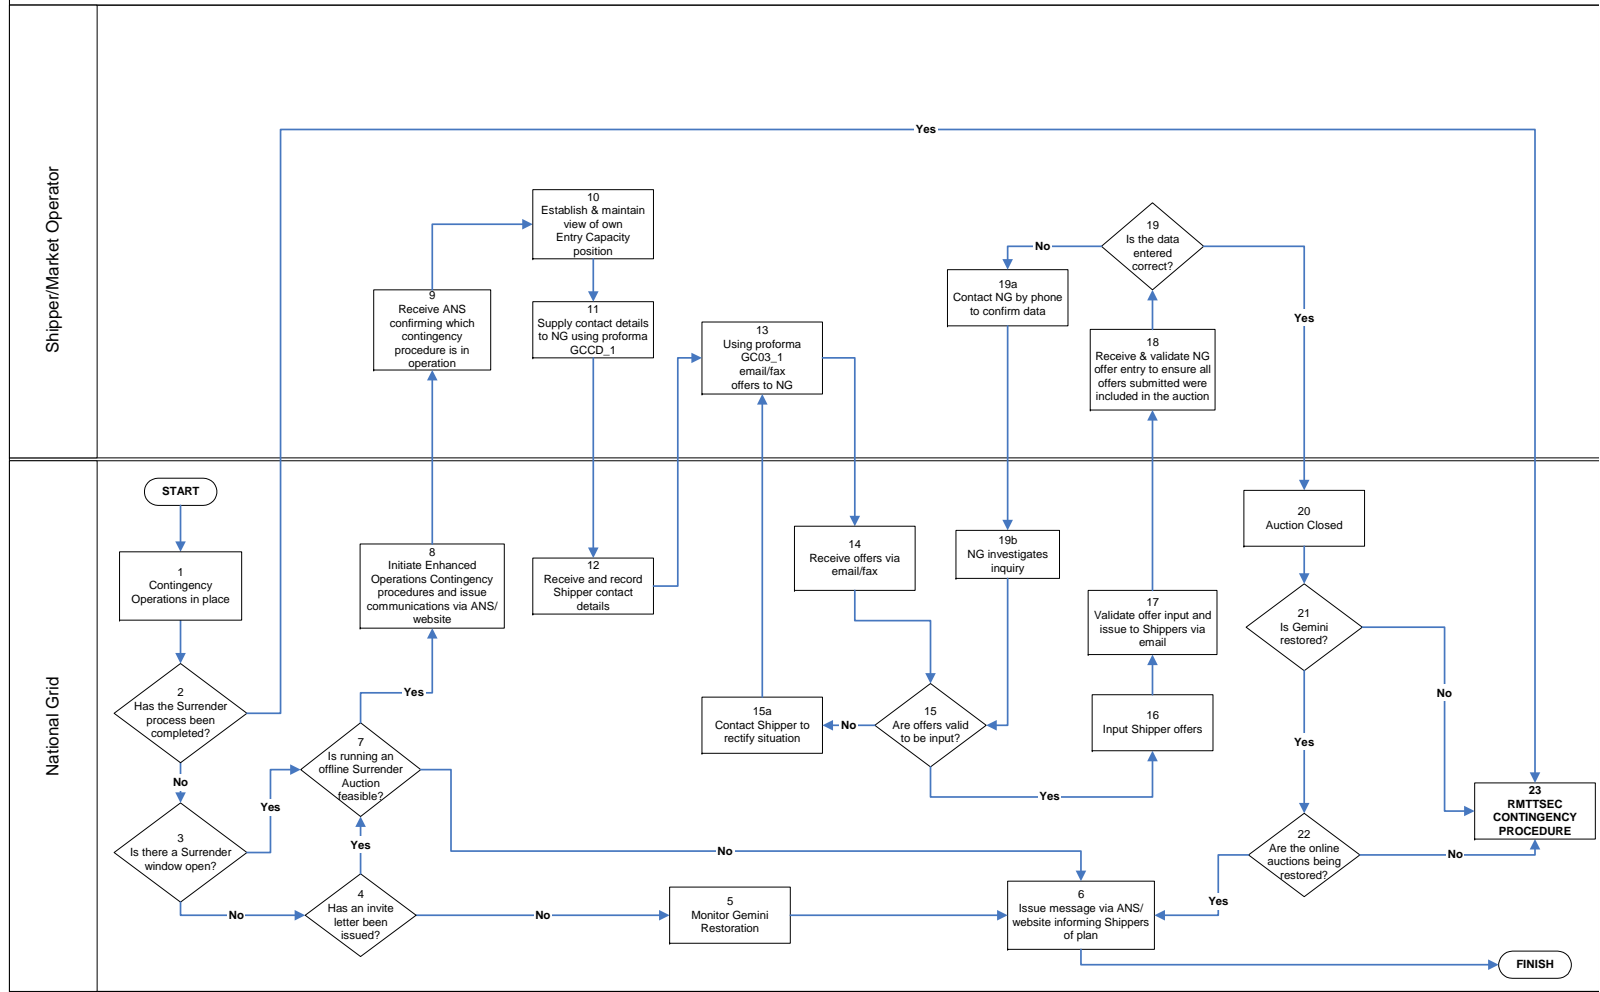 Shipper/Market Operator
Yes
10
Establish & maintain
view of own
Entry Capacity
position
9
Receive ANS
confirming which
contingency
procedure is in
operation
11
Supply contact details
to NG using proforma
GCCD_1
13
Using proforma
GC03_1
email/fax
offers to NG
19
Is the data
entered
correct?
No
19a
Contact NG by phone
to confirm data
Yes
18
Receive & validate NG
offer entry to ensure all
offers submitted were
included in the auction
National Grid
START
1
Contingency
Operations in place
2
Has the Surrender
process been
completed?
No
3
Is there a Surrender
window open?
Yes
No
4
Has an invite
letter been
issued?
Yes
No
7
Is running an
offline Surrender
Auction
feasible?
Yes
No
8
Initiate Enhanced
Operations Contingency
procedures and issue
communications via ANS/
website
12
Receive and record
Shipper contact
details
14
Receive offers via
email/fax
19b
NG investigates
inquiry
15
Are offers valid
to be input?
No
15a
Contact Shipper to
rectify situation
Yes
16
Input Shipper offers
17
Validate offer input and
issue to Shippers via
email
20
Auction Closed
21
Is Gemini
restored?
No
Yes
22
Are the online
auctions being
restored?
No
Yes
23
RMTTSEC
CONTINGENCY
PROCEDURE
5
Monitor Gemini
Restoration
6
Issue message via ANS/
website informing Shippers
of plan
FINISH